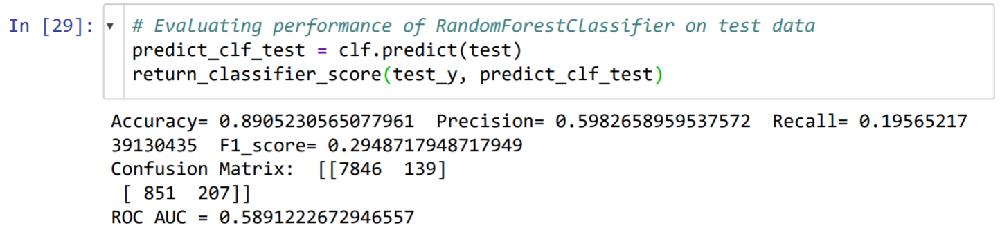 In [29]: ▾ # Evaluating performance of RandomForestClassifier on test data
predict_clf_test = clf.predict(test)
return_classifier_score(test_y, predict_clf_test)
Accuracy= 0.8905230565077961  Precision= 0.5982658959537572  Recall= 0.19565217
39130435  F1_score= 0.2948717948717949
Confusion Matrix:  [[7846  139]
 [ 851  207]]
ROC AUC = 0.5891222672946557